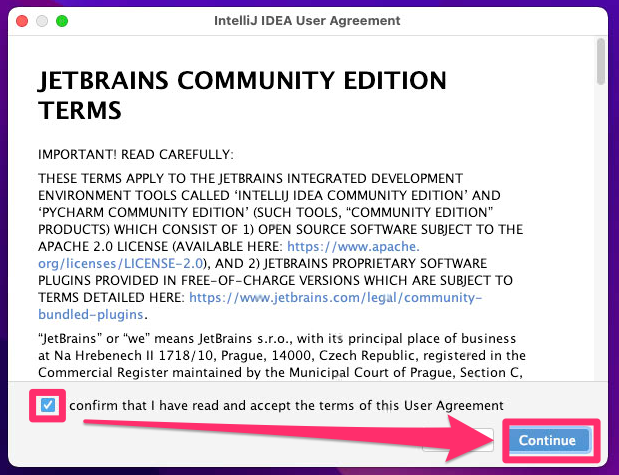 IntelliJ IDEA User Agreement
JETBRAINS COMMUNITY EDITION
TERMS
IMPORTANT! READ CAREFULLY:
THESE TERMS APPLY TO THE JETBRAINS INTEGRATED DEVELOPMENT
ENVIRONMENT TOOLS CALLED ‘INTELLIJ IDEA COMMUNITY EDITION’ AND
‘PYCHARM COMMUNITY EDITION’ (SUCH TOOLS, “COMMUNITY EDITION”
PRODUCTS) WHICH CONSIST OF 1) OPEN SOURCE SOFTWARE SUBJECT TO THE
APACHE 2.0 LICENSE (AVAILABLE HERE: https://www.apache.
org/licenses/LICENSE-2.0), AND 2) JETBRAINS PROPRIETARY SOFTWARE
PLUGINS PROVIDED IN FREE-OF-CHARGE VERSIONS WHICH ARE SUBJECT TO
TERMS DETAILED HERE: https://www.jetbrains.com/legal/community-
bundled-plugins.
“JetBrains” or “we” means JetBrains s.r.o., with its principal place of business
at Na Hrebenech II 1718/10, Prague, 14000, Czech Republic, registered in the
Commercial Register maintained by the Municipal Court of Prague, Section C,
confirm that I have read and accept the terms of this User Agreement
Continue